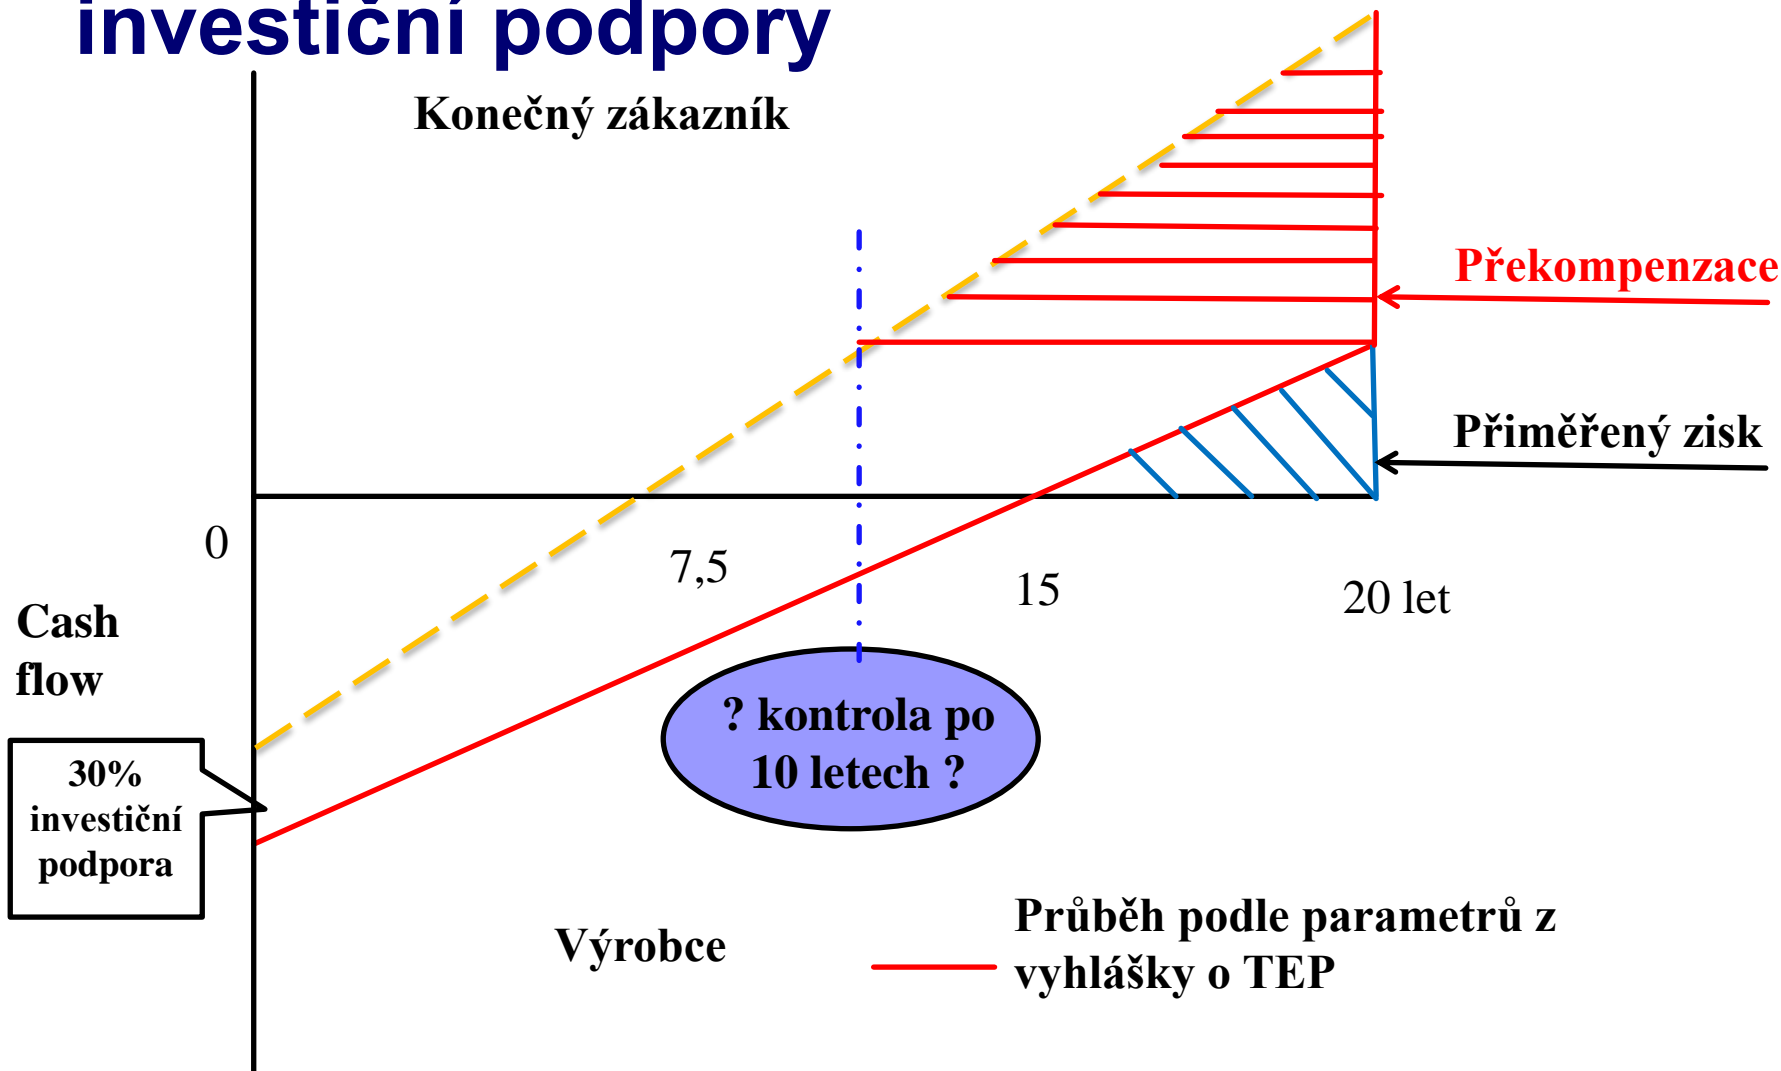 investiční podpory
Konečný zákazník
Překompenzace
Přiměřený zisk
0
7,5
15
20 let
Cash
flow
? kontrola po
10 letech ?
30%
investiční
podpora
Výrobce
Průběh podle parametrů z
vyhlášky o TEP